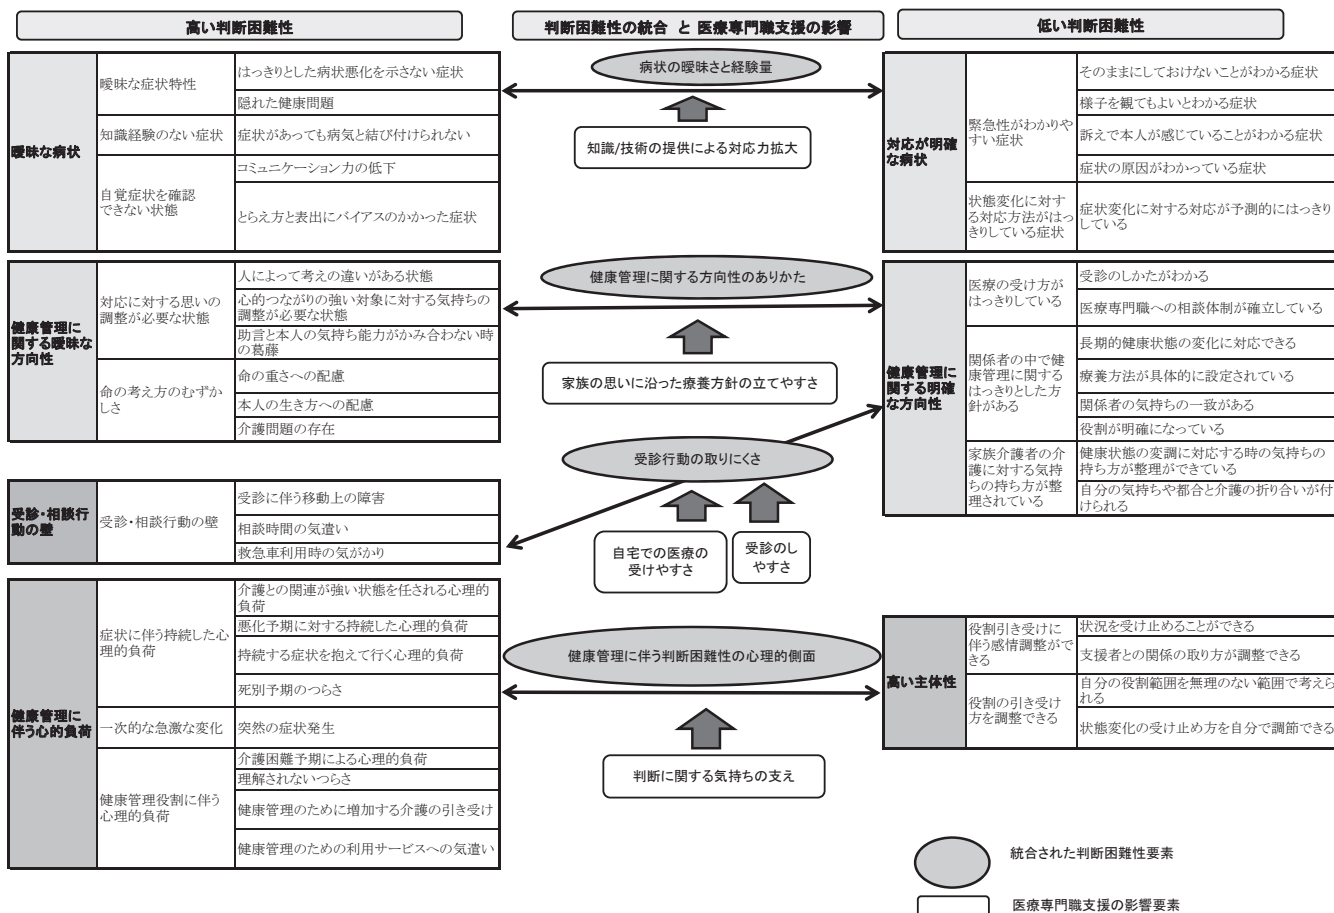 高い判断困難性
判断困難性の統合 と 医療専門職支援の影響
低い判断困難性
曖昧な病状
曖昧な症状特性
はっきりとした病状悪化を示さない症状
隠れた健康問題
知識経験のない症状
症状があっても病気と結び付けられない
自覚症状を確認
できない状態
コミュニケーション力の低下
とらえ方と表出にバイアスのかかった症状
健康管理に
関する曖昧な
方向性
対応に対する思いの
調整が必要な状態
人によって考えの違いがある状態
心的つながりの強い対象に対する気持ちの
調整が必要な状態
助言と本人の気持ち能力がかみ合わない時
の葛藤
命の考え方のむずか
しさ
命の重さへの配慮
本人の生き方への配慮
介護問題の存在
受診・相談行
動の壁
受診・相談行動の壁
受診に伴う移動上の障害
相談時間の気遣い
救急車利用時の気がかり
健康管理に
伴う心的負荷
症状に伴う持続した心
理的負荷
介護との関連が強い状態を任される心理的
負荷
悪化予期に対する持続した心理的負荷
持続する症状を抱えて行く心理的負荷
死別予期のつらさ
一次的な急激な変化
突然の症状発生
健康管理役割に伴う
心理的負荷
介護困難予期による心理的負荷
理解されないつらさ
健康管理のために増加する介護の引き受け
健康管理のための利用サービスへの気遣い
病状の曖昧さと経験量
知識/技術の提供による対応力拡大
健康管理に関する方向性のありかた
家族の思いに沿った療養方針の立てやすさ
受診行動の取りにくさ
自宅での医療の
受けやすさ
受診のし
やすさ
健康管理に伴う判断困難性の心理的側面
判断に関する気持ちの支え
対応が明確
な病状
緊急性がわかりや
すい症状
そのままにしておけないことがわかる症状
様子を観てもよいとわかる症状
訴えで本人が感じていることがわかる症状
症状の原因がわかっている症状
状態変化に対す
る対応方法がはっ
きりしている症状
症状変化に対する対応が予測的にはっきり
している
健康管理に
関する明確
な方向性
医療の受け方が
はっきりしている
受診のしかたがわかる
医療専門職への相談体制が確立している
関係者の中で健
康管理に関する
はっきりとした方
針がある
長期的健康状態の変化に対応できる
療養方法が具体的に設定されている
関係者の気持ちの一致がある
役割が明確になっている
家族介護者の介
護に対する気持
ちの持ち方が整
理されている
健康状態の変調に対応する時の気持ちの
持ち方が整理ができている
自分の気持ちや都合と介護の折り合いが付
けられる
高い主体性
役割引き受けに
伴う感情調整がで
きる
状況を受け止めることができる
支援者との関係の取り方が調整できる
役割の引き受け
方を調整できる
自分の役割範囲を無理のない範囲で考えら
れる
状態変化の受け止め方を自分で調節できる
統合された判断困難性要素
医療専門職支援の影響要素